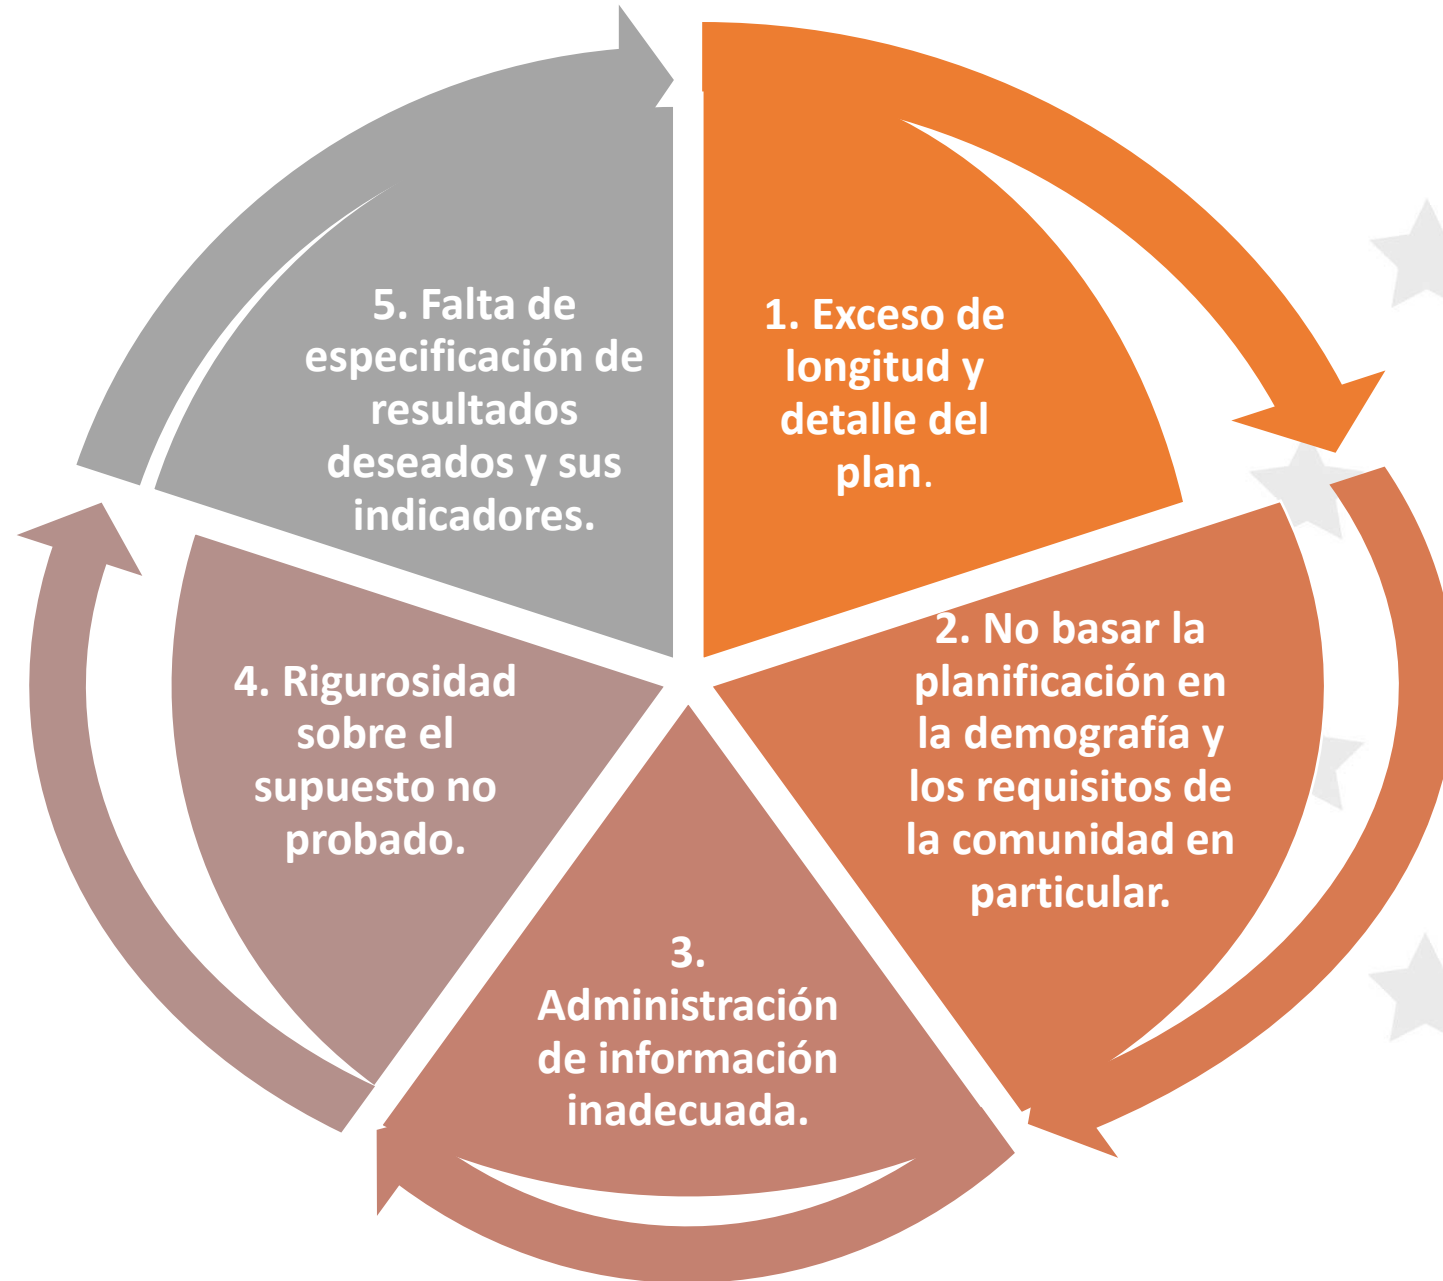 1. Exceso de
longitud y
detalle del
plan.
2. No basar la
planificación en
la demografía y
los requisitos de
la comunidad en
particular.
3.
Administración
de información
inadecuada.
4. Rigurosidad
sobre el
supuesto no
probado.
5. Falta de
especificación de
resultados
deseados y sus
indicadores.